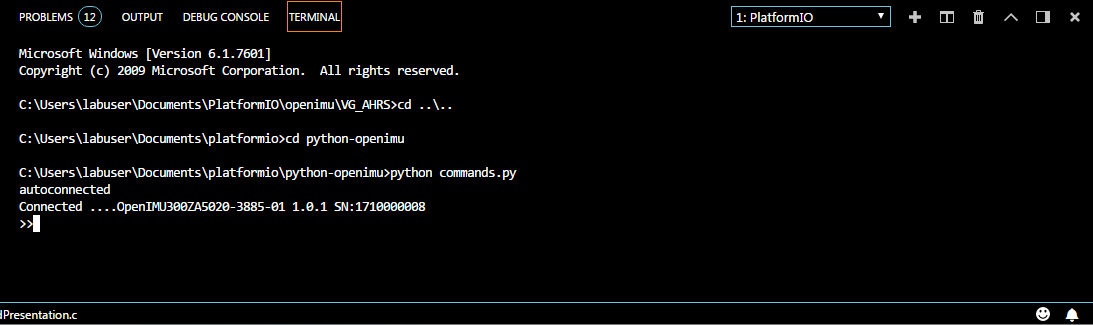 PROBLEMS 12 OUTPUT DEBUG CONSOLE TERMINAL 1: PlatformIO
Microsoft Windows [Version 6.1.7601]
Copyright (c) 2009 Microsoft Corporation.  All rights reserved.
C:\Users\labuser\Documents\PlatformIO\openimu\VG_AHRS>cd ..\..
C:\Users\labuser\Documents\platformio>cd python-openimu
C:\Users\labuser\Documents\platformio\python-openimu>python commands.py
autoconnected
Connected ....OpenIMU300ZA5020-3885-01 1.0.1 SN:1710000008
>>
dPresentation.c